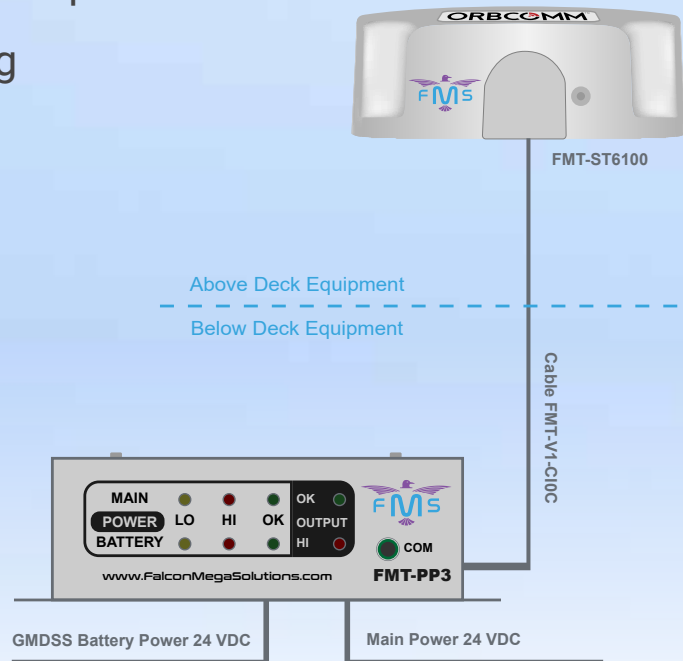 g
ORBCOMM
FMS
FMT-ST6100
Above Deck Equipment
Below Deck Equipment
Cable FMT-V1-CI0C
MAIN
OK
FMS
POWER LO HI OK OUTPUT
BATTERY
HI
COM
www.FalconMegaSolutions.com
FMT-PP3
GMDSS Battery Power 24 VDC
Main Power 24 VDC